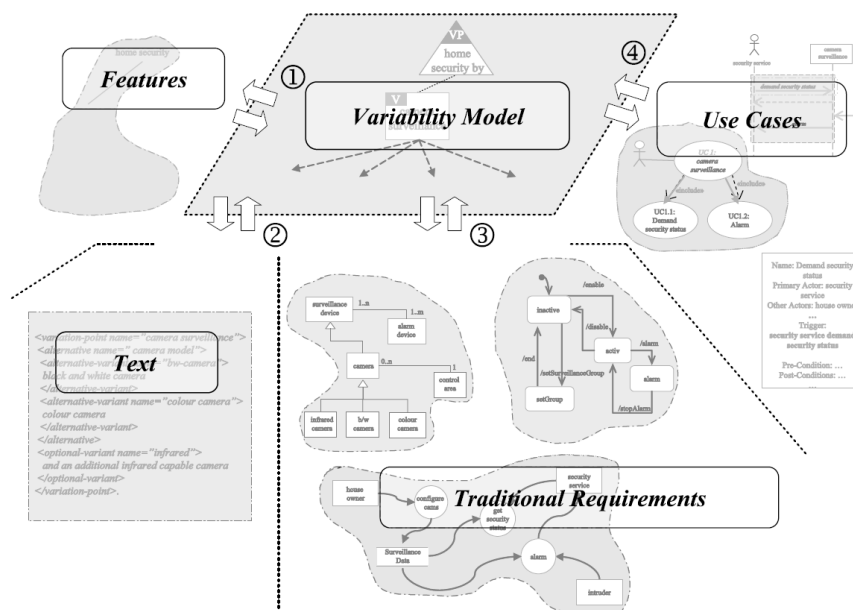 home security
Features
①
VP
home
security by
V
surveillance
Variability Model
④
security service
camera
surveillance
demand security status
Use Cases
UC 1:
camera
surveillance
«include»
«include»
UC1.1:
Demand
security status
UC1.2:
Alarm
②
③
Name: Demand security
status
Primary Actor: security
service
Other Actors: house owner
...
Trigger:
security service demand
security status
Pre-Condition: ...
Post-Conditions: ...
...
<variation-point name="camera surveillance">
<alternative name="camera model">
<alternative-variant name="bw-camera">
black and white camera
</alternative-variant>
<alternative-variant name="colour camera">
colour camera
</alternative-variant>
</alternative>
<optional-variant name="infrared">
and an additional infrared capable camera
</optional-variant>
</variation-point>.
Text
surveillance
device
1..n
1..m
alarm
device
camera
0..n
1
control
area
infrared
camera
b/w
camera
colour
camera
/enable
inactive
/disable
activ
/alarm
/end
/setSurveillanceGroup
alarm
setGroup
/stopAlarm
house
owner
configure
cams
security
service
Traditional Requirements
get
security
status
Surveillance
Data
alarm
intruder